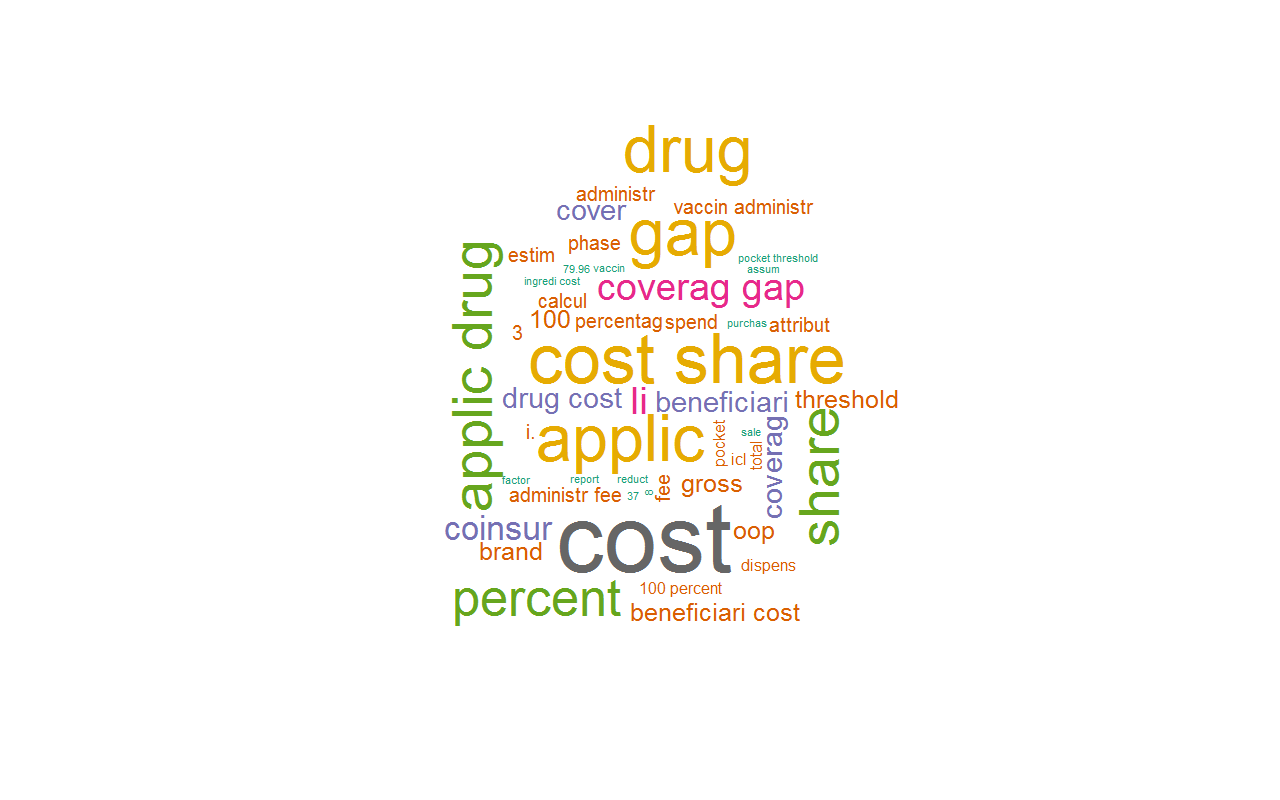 drug
administr
cover
vaccin administr
gap
phase
estim
applic drug
pocket threshold
79.96 vaccin
assum
ingredi cost
coverag gap
calcul
100
percentag
spend
purchas
attribut
3
cost share
drug cost
li
beneficiari
threshold
i.
applic
pocket
sale
icl
total
coverag
share
factor
report
reduct
administr fee
37
8
fee
gross
coinsur
cost
oop
brand
dispens
percent
100 percent
beneficiari cost